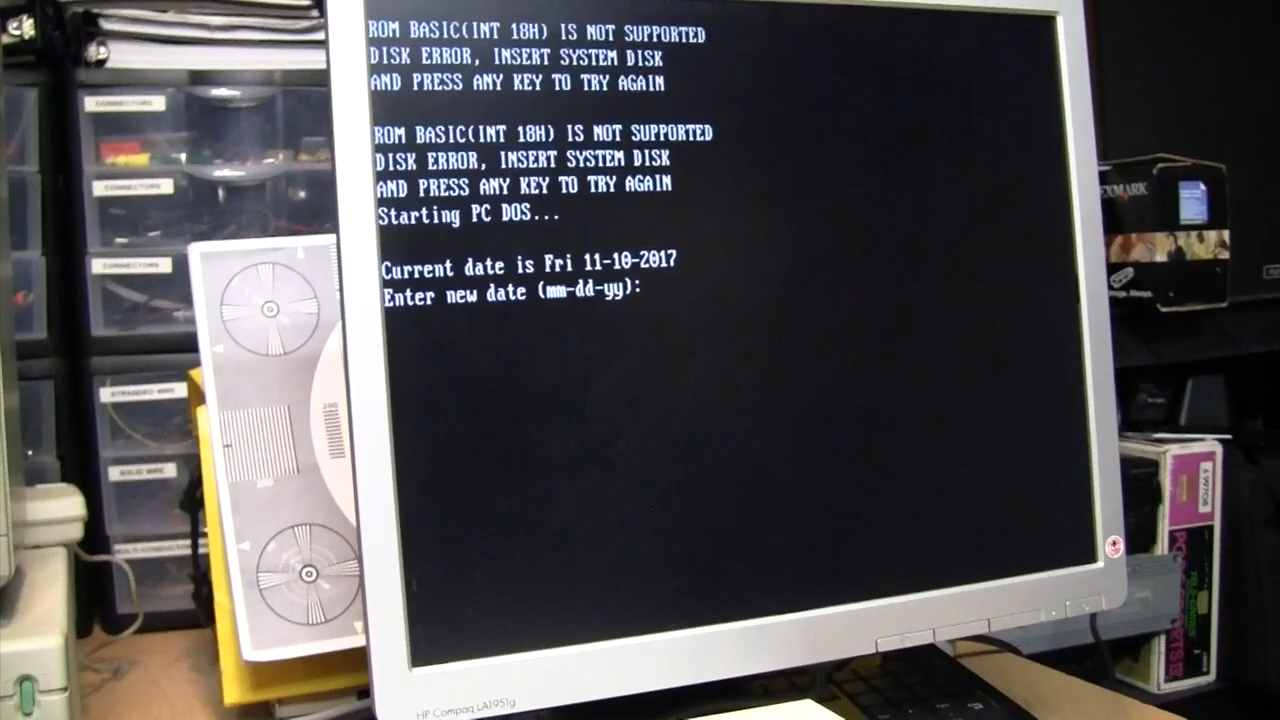 ROM BASIC(INT 18H) IS NOT SUPPORTED
DISK ERROR, INSERT SYSTEM DISK
AND PRESS ANY KEY TO TRY AGAIN
ROM BASIC(INT 18H) IS NOT SUPPORTED
DISK ERROR, INSERT SYSTEM DISK
AND PRESS ANY KEY TO TRY AGAIN
Starting PC DOS...
Current date is Fri 11-10-2017
Enter new date (mm-dd-yy):
CONNECTORS
CONNECTORS
CONNECTORS
STRANDED WIRE
SOLID WIRE
200
200
EXMARK
HP Compaq LA1951g